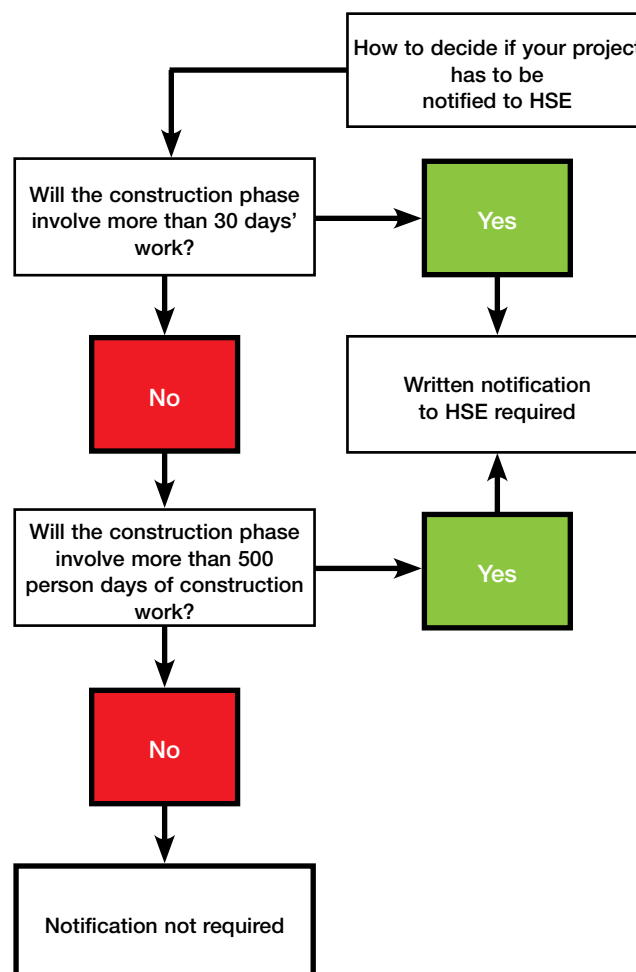 How to decide if your project
has to be
notified to HSE
Will the construction phase
involve more than 30 days’
work?
Yes
No
Written notification
to HSE required
Will the construction phase
involve more than 500
person days of construction
work?
Yes
No
Notification not required